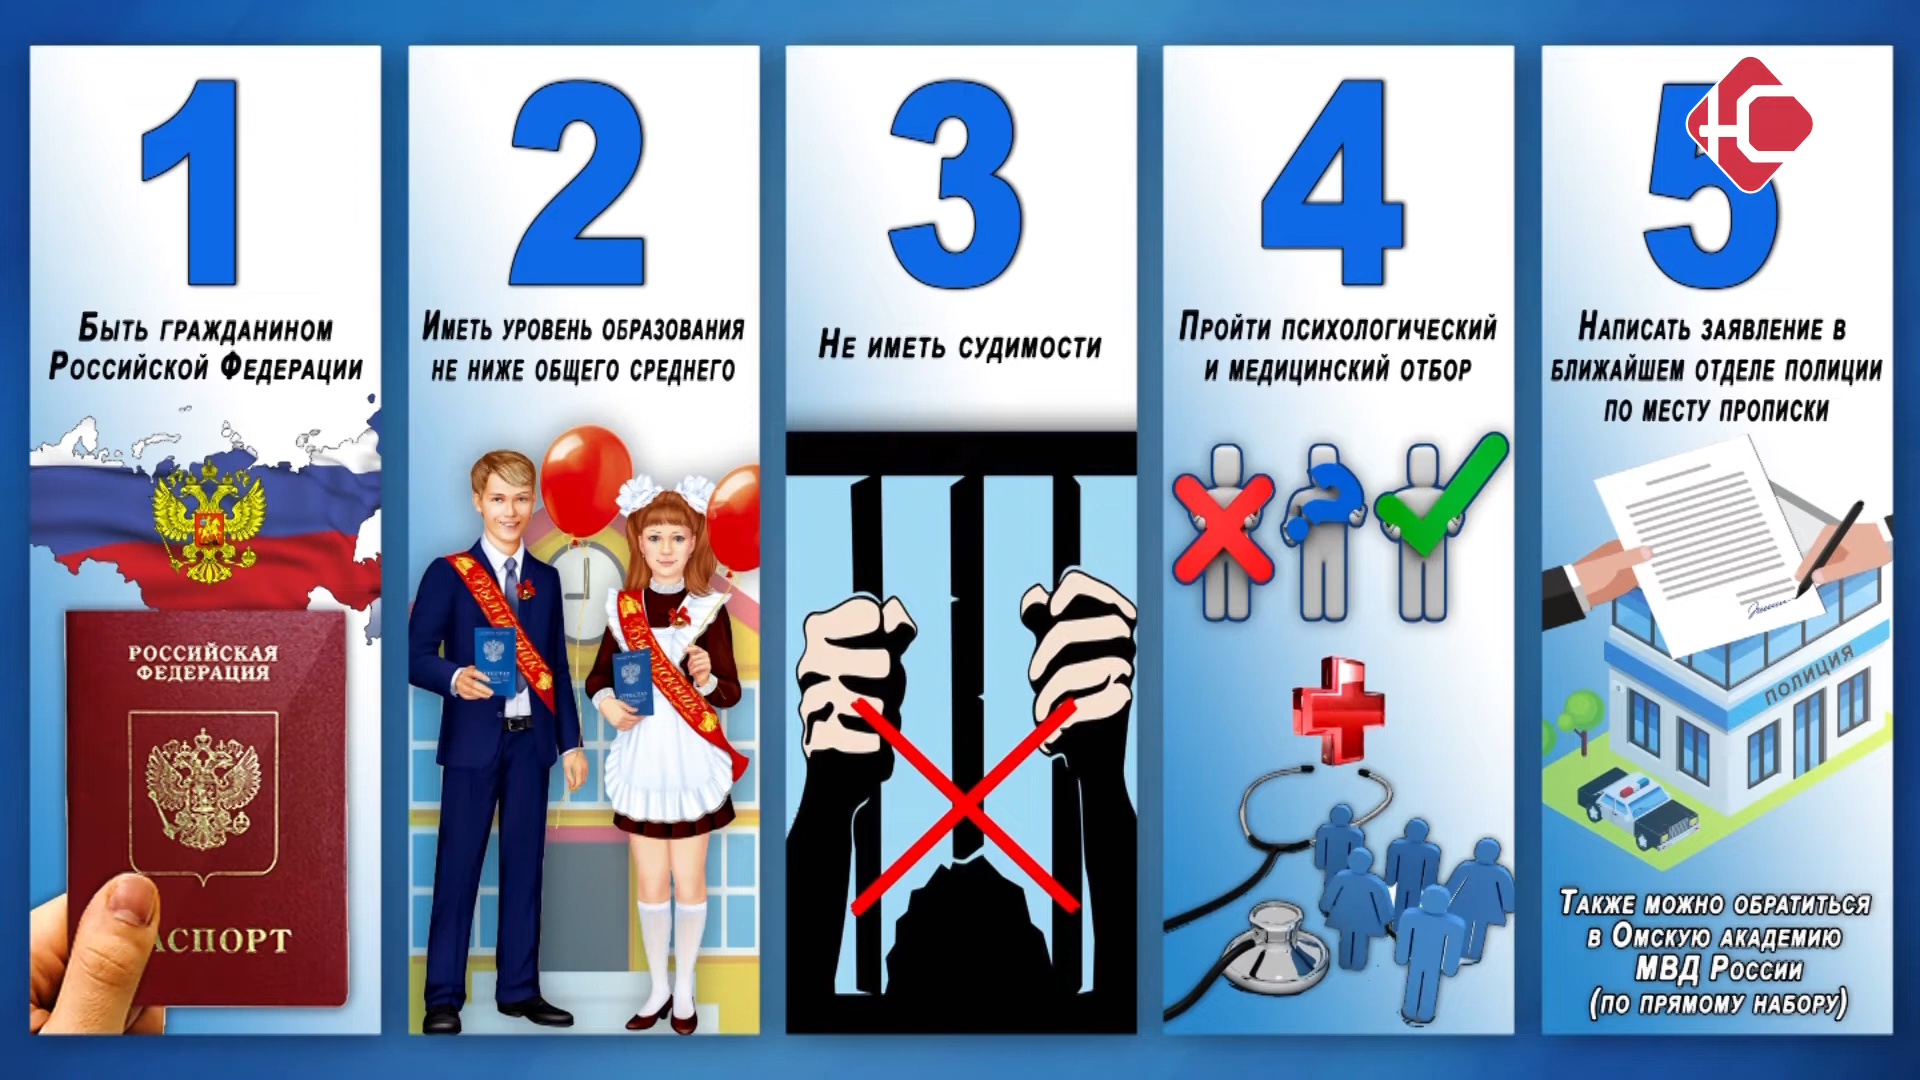 1
Быть гражданином
Российской Федерации
РОССИЙСКАЯ
ФЕДЕРАЦИЯ
АСПОРТ
2
Иметь уровень образования
не ниже общего среднего
Выпускник
Выпускник
3
Не иметь судимости
4
Пройти психологический
и медицинский отбор
?
5
Написать заявление в
ближайшем отделе полиции
по месту прописки
ПОЛИЦИЯ
Также можно обратиться
в Омскую академию
МВД России
(по прямому набору)